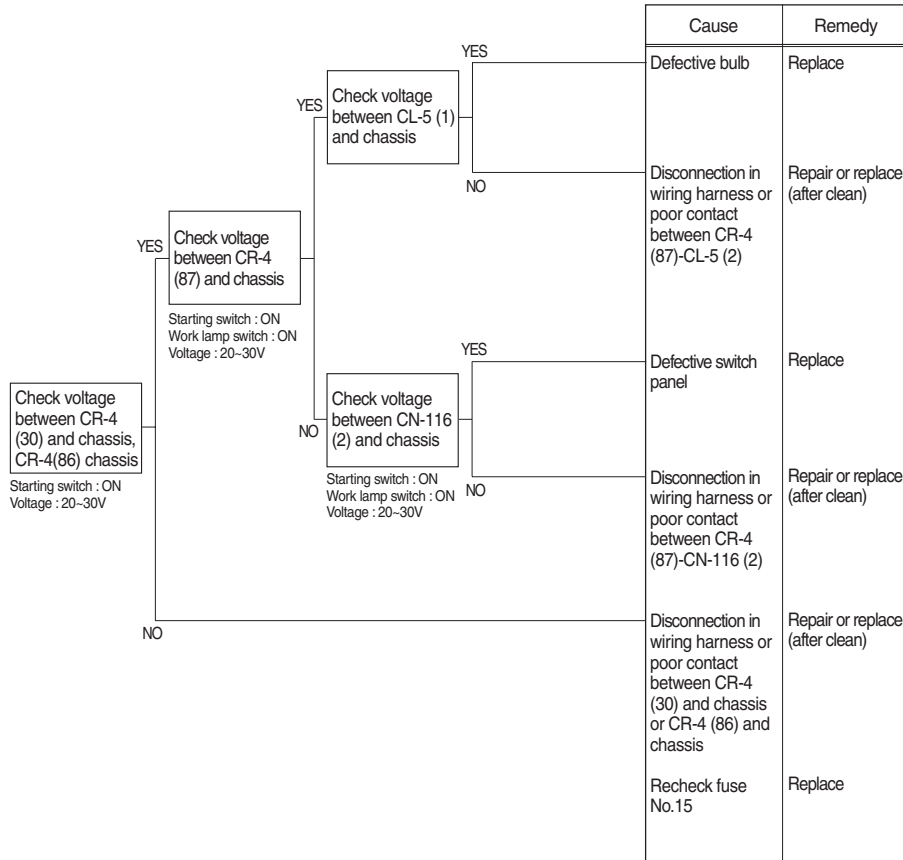 Cause
Remedy
YES
Defective bulb
Replace
YES
Check voltage
between CL-5 (1)
and chassis
NO
Disconnection in
wiring harness or
poor contact
between CR-4
(87)-CL-5 (2)
Repair or replace
(after clean)
YES
Check voltage
between CR-4
(87) and chassis
Starting switch : ON
Work lamp switch : ON
Voltage : 20~30V
YES
Defective switch
panel
Replace
NO
Check voltage
between CN-116
(2) and chassis
Starting switch : ON
Work lamp switch : ON
Voltage : 20~30V
NO
Disconnection in
wiring harness or
poor contact
between CR-4
(87)-CN-116 (2)
Repair or replace
(after clean)
Check voltage
between CR-4
(30) and chassis,
CR-4(86) chassis
Starting switch : ON
Voltage : 20~30V
NO
Disconnection in
wiring harness or
poor contact
between CR-4
(30) and chassis
or CR-4 (86) and
chassis
Repair or replace
(after clean)
Recheck fuse
No.15
Replace